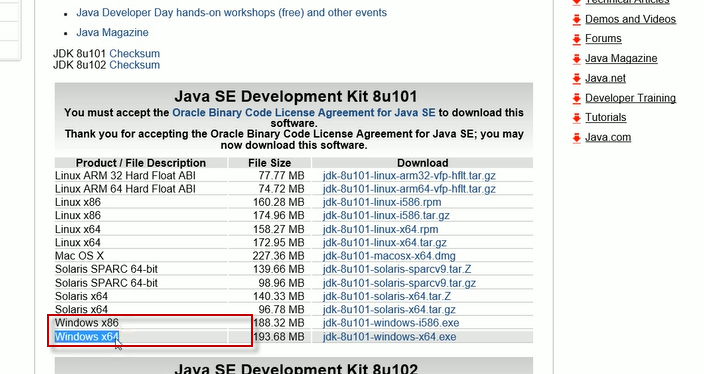 Java Developer Day hands-on workshops (free) and other events
Java Magazine
JDK 8u101 Checksum
JDK 8u102 Checksum
Java SE Development Kit 8u101
You must accept the Oracle Binary Code License Agreement for Java SE to download this
software.
Thank you for accepting the Oracle Binary Code License Agreement for Java SE; you may
now download this software.
Product / File Description File Size Download
Linux ARM 32 Hard Float ABI 77.77 MB jdk-8u101-linux-arm32-vfp-hflt.tar.gz
Linux ARM 64 Hard Float ABI 74.72 MB jdk-8u101-linux-arm64-vfp-hflt.tar.gz
Linux x86 160.28 MB jdk-8u101-linux-i586.rpm
Linux x86 174.96 MB jdk-8u101-linux-i586.tar.gz
Linux x64 158.27 MB jdk-8u101-linux-x64.rpm
Linux x64 172.95 MB jdk-8u101-linux-x64.tar.gz
Mac OS X 227.36 MB jdk-8u101-macosx-x64.dmg
Solaris SPARC 64-bit 139.66 MB jdk-8u101-solaris-sparcv9.tar.Z
Solaris SPARC 64-bit 98.96 MB jdk-8u101-solaris-sparcv9.tar.gz
Solaris x64 140.33 MB jdk-8u101-solaris-x64.tar.Z
Solaris x64 96.78 MB jdk-8u101-solaris-x64.tar.gz
Windows x86 188.32 MB jdk-8u101-windows-i586.exe
Windows x64 193.68 MB jdk-8u101-windows-x64.exe
Java SE Development Kit 8u102
Technical Articles
Demos and Videos
Forums
Java Magazine
Java.net
Developer Training
Tutorials
Java.com